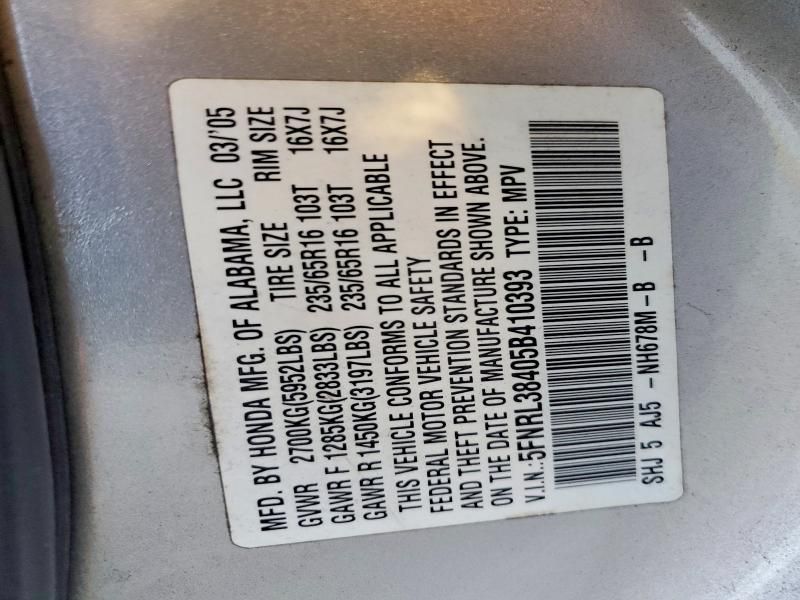 MFD. BY HONDA MFG. OF ALABAMA, LLC 03/'05
GVWR 2700KG(5952LBS) TIRE SIZE RIM SIZE
GAWR F 1285KG(2833LBS) 235/65R16 103T 16X7J
GAWR R 1450KG(3197LBS) 235/65R16 103T 16X7J
THIS VEHICLE CONFORMS TO ALL APPLICABLE
FEDERAL MOTOR VEHICLE SAFETY
AND THEFT PREVENTION STANDARDS IN EFFECT
ON THE DATE OF MANUFACTURE SHOWN ABOVE.
V.I.N.:5FNRL38405B410393 TYPE: MPV
SHJ 5 AJ5 -NH678M-B -B